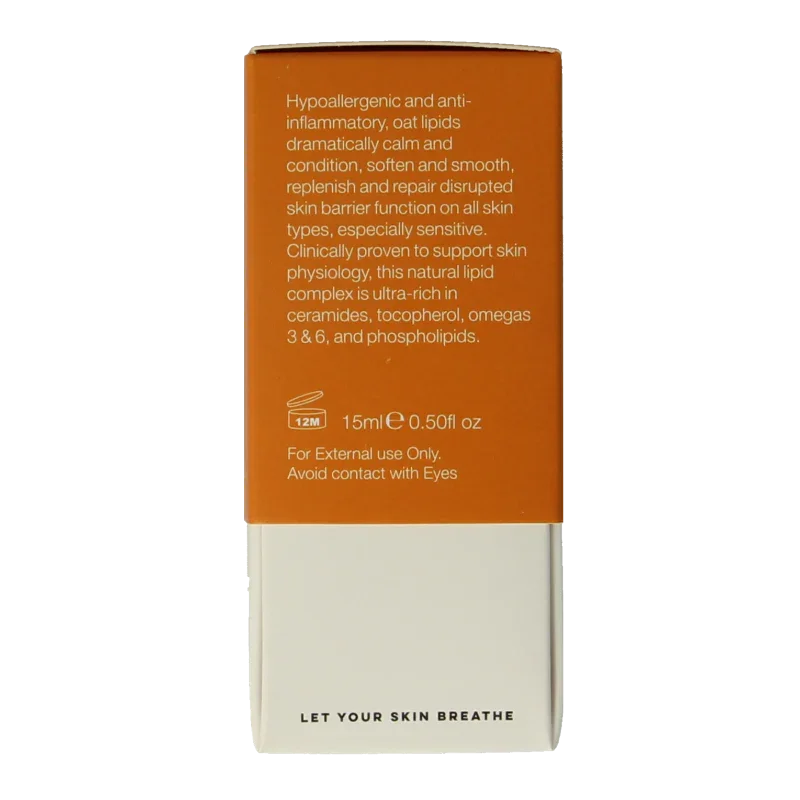 Hypoallergenic and anti-
inflammatory, oat lipids
dramatically calm and
condition, soften and smooth,
replenish and repair disrupted
skin barrier function on all skin
types, especially sensitive.
Clinically proven to support skin
physiology, this natural lipid
complex is ultra-rich in
ceramides, tocopherol, omegas
3 & 6, and phospholipids.
12M 15ml℮0.50fl oz
For External use Only.
Avoid contact with Eyes
LET YOUR SKIN BREATHE